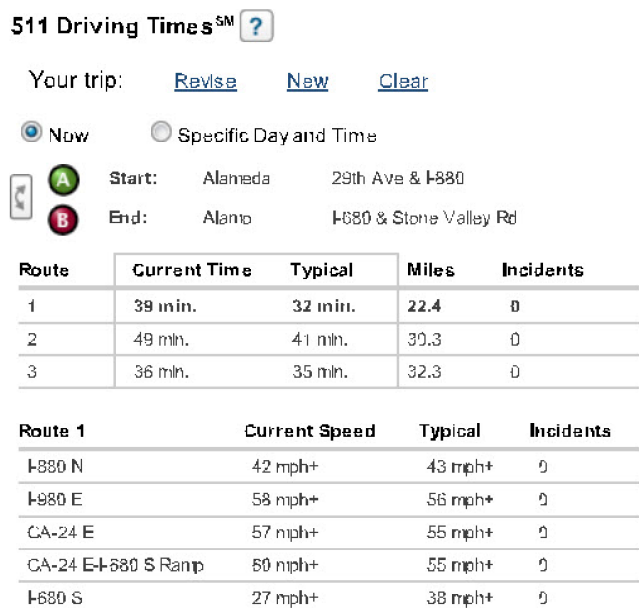 511 Driving Times SM ?
Your trip: Revise New Clear
Now Specific Day and Time
A Start: Alameda 29th Ave & I-880
B End: Alamo I-680 & Stone Valley Rd
Route Current Time Typical Miles Incidents
1 39 min. 32 min. 22.4 0
2 49 min. 41 min. 30.3 0
3 36 min. 35 min. 32.3 0
Route 1 Current Speed Typical Incidents
I-880 N 42 mph+ 43 mph+ 0
I-980 E 58 mph+ 56 mph+ 0
CA-24 E 57 mph+ 55 mph+ 0
CA-24 E-I-680 S Ramp 60 mph+ 55 mph+ 0
I-680 S 27 mph+ 38 mph+ 0